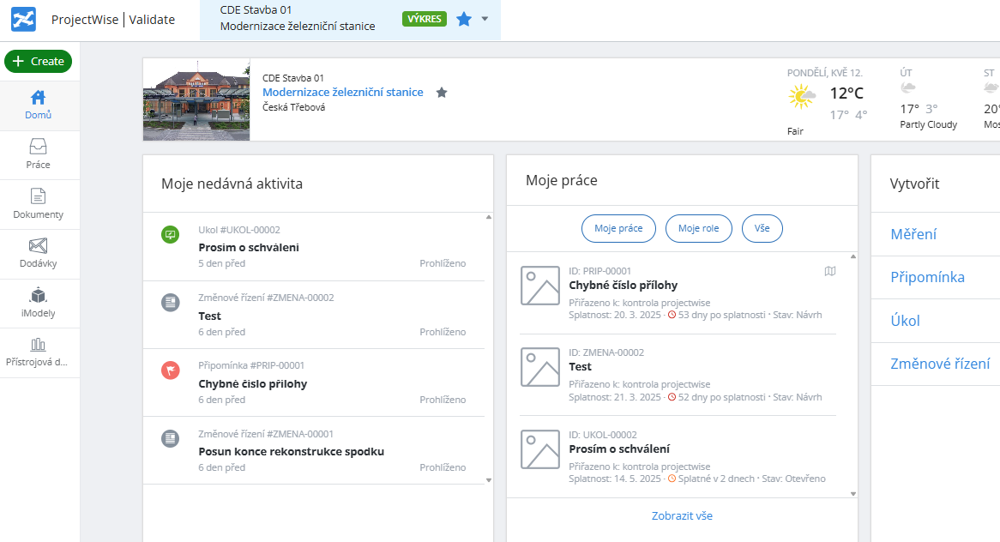 ProjectWise | Validate
CDE Stavba 01
Modernizace železniční stanice
VÝKRES
+ Create
Domů
Práce
Dokumenty
Dodávky
iModely
Přístrojová d...
CDE Stavba 01
Modernizace železniční stanice
Česká Třebová
PONDĚLÍ, KVĚ 12.
12°C
17° 4°
Fair
ÚT
17° 3°
Partly Cloudy
ST
20°
Mos
Moje nedávná aktivita
Úkol #UKOL-00002
Prosím o schválení
5 den před
Prohlíženo
Změnové řízení #ZMENA-00002
Test
6 den před
Prohlíženo
Připomínka #PRIP-00001
Chybné číslo přílohy
6 den před
Prohlíženo
Změnové řízení #ZMENA-00001
Posun konce rekonstrukce spodku
6 den před
Prohlíženo
Moje práce
Moje práce
Moje role
Vše
ID: PRIP-00001
Chybné číslo přílohy
Přiřazeno k: kontrola projectwise
Splatnost: 20. 3. 2025 · 53 dny po splatnosti · Stav: Návrh
ID: ZMENA-00002
Test
Přiřazeno k: kontrola projectwise
Splatnost: 21. 3. 2025 · 52 dny po splatnosti · Stav: Návrh
ID: UKOL-00002
Prosím o schválení
Přiřazeno k: kontrola projectwise
Splatnost: 14. 5. 2025 · Splatné v 2 dnech · Stav: Otevřeno
Zobrazit vše
Vytvořit
Měření
Připomínka
Úkol
Změnové řízení